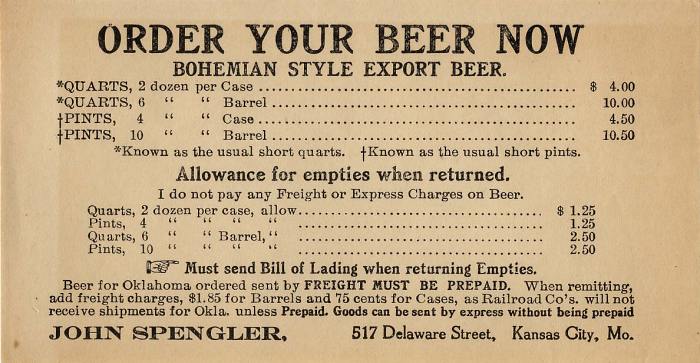 ORDER YOUR BEER NOW
BOHEMIAN STYLE EXPORT BEER.
*QUARTS, 2 dozen per Case ........................................ $ 4.00
*QUARTS, 6 “ “ Barrel ........................................ 10.00
†PINTS, 4 “ “ Case ........................................ 4.50
†PINTS, 10 “ “ Barrel ........................................ 10.50
*Known as the usual short quarts. †Known as the usual short pints.
Allowance for empties when returned.
I do not pay any Freight or Express Charges on Beer.
Quarts, 2 dozen per case, allow................................... $ 1.25
Pints, 4 “ “ “ “ ................................... 1.25
Quarts, 6 “ “ Barrel, “ ................................... 2.50
Pints, 10 “ “ “ “ ................................... 2.50
☞ Must send Bill of Lading when returning Empties.
Beer for Oklahoma ordered sent by FREIGHT MUST BE PREPAID. When remitting,
add freight charges, $1.85 for Barrels and 75 cents for Cases, as Railroad Co's. will not
receive shipments for Okla. unless Prepaid. Goods can be sent by express without being prepaid
JOHN SPENGLER, 517 Delaware Street, Kansas City, Mo.